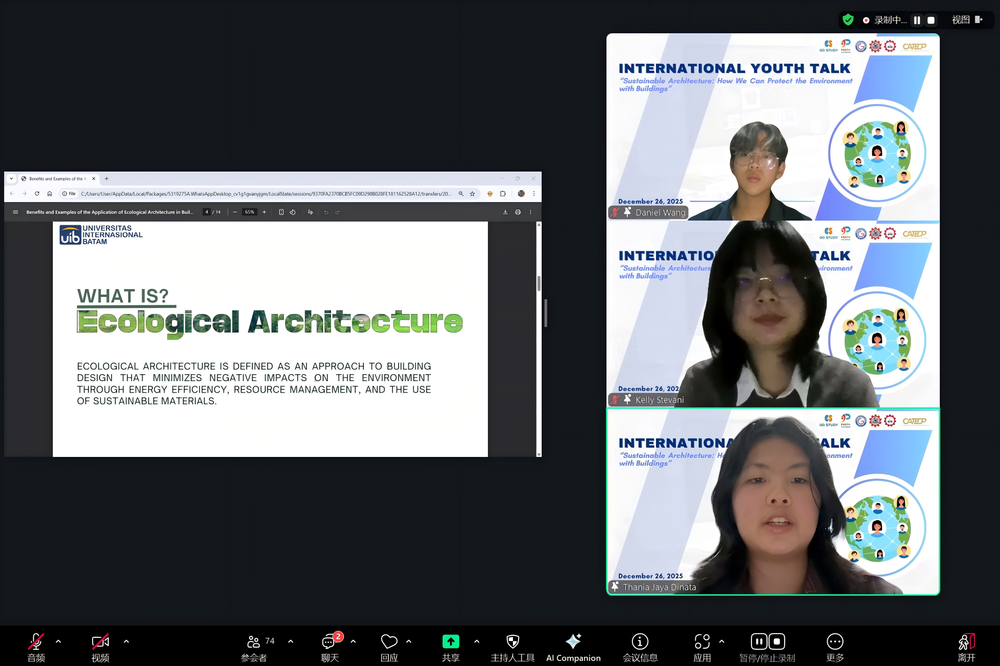 录制中...
视图
Benefits and Examples of the A
File
C:/Users/User/AppData/Local/Packages/5319275A.WhatsAppDesktop_cv1g1gvanyjgm/LocalState/sessions/9370FA2370BCB5FC09D298B028FE181162528A12/transfers/20...
Benefits and Examples of the Application of Ecological Architecture in Buil...
4 / 14
65%
uib UNIVERSITAS
INTERNASIONAL
BATAM
WHAT IS?
Ecological Architecture
ECOLOGICAL ARCHITECTURE IS DEFINED AS AN APPROACH TO BUILDING
DESIGN THAT MINIMIZES NEGATIVE IMPACTS ON THE ENVIRONMENT
THROUGH ENERGY EFFICIENCY, RESOURCE MANAGEMENT, AND THE USE
OF SUSTAINABLE MATERIALS.
GO STUDY
CATEDP
INTERNATIONAL YOUTH TALK
“Sustainable Architecture: How We Can Protect the Environment
with Buildings”
December 26, 2025
Daniel Wang
GO STUDY
CATEDP
INTERNATIO TALK
“Sustainable Architecture vironment
with Buildings”
December 26, 202
Kelly Stevani
GO STUDY
CATEDP
INTERNATIONA ALK
“Sustainable Architecture: Ho onment
with Buildings”
December 26, 2025
Thania Jaya Dinata
音频
视频
74
参会者
2
聊天
回应
共享
主持人工具
AI Companion
会议信息
应用
暂停/停止录制
更多
离开